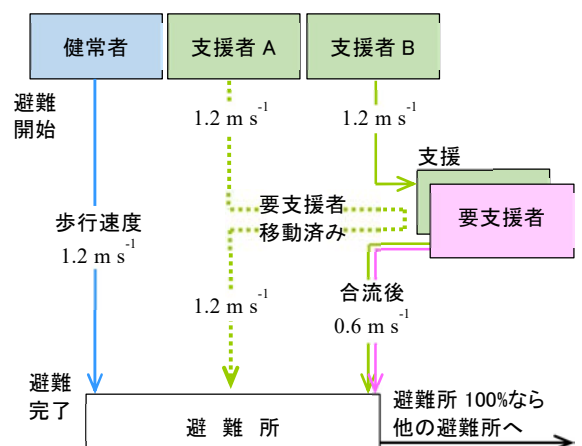 健常者
支援者 A
支援者 B
避難
開始
1.2 m s⁻¹
1.2 m s⁻¹
支援
要支援者
要支援者
移動済み
歩行速度
1.2 m s⁻¹
1.2 m s⁻¹
合流後
0.6 m s⁻¹
避難
完了
避 難 所
避難所 100%なら
他の避難所へ